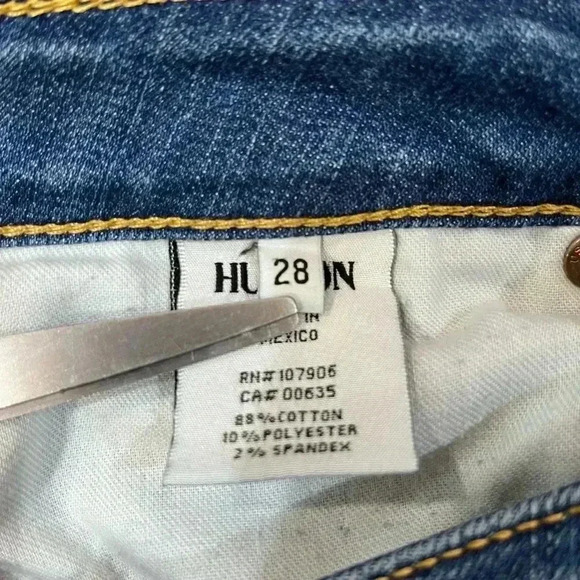 HU
28
ON
IN
MEXICO
RN# 107906
CA# 00635
88% COTTON
10% POLYESTER
2% SPANDEX